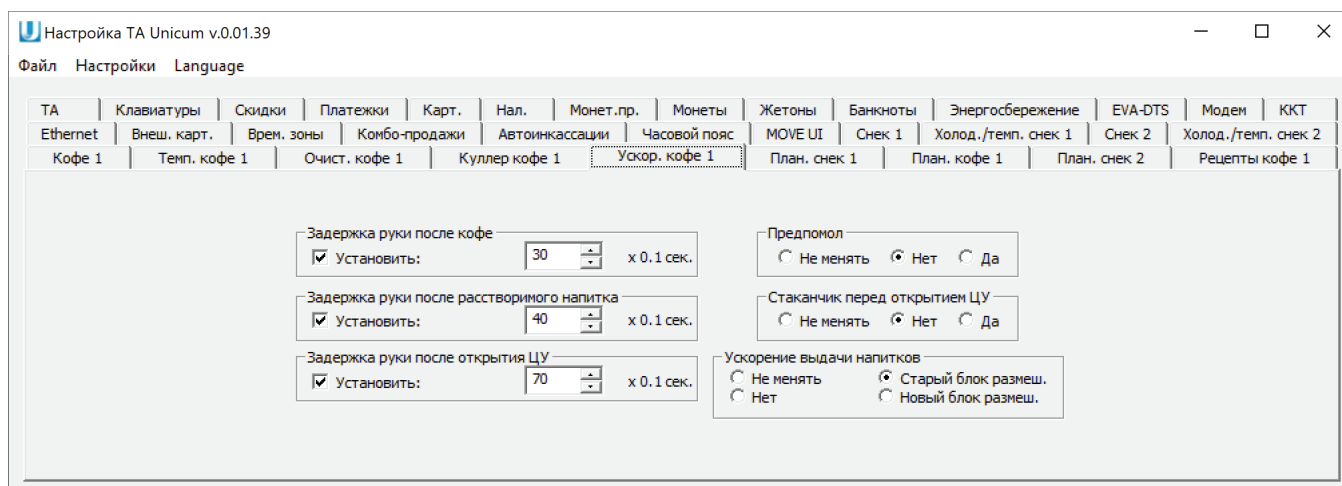 Настройка TA Unicum v.0.01.39
Файл Настройки Language
TA Клавиатуры Скидки Платежки Карт. Нал. Монет.пр. Монеты Жетоны Банкноты Энергосбережение EVA-DTS Модем ККТ
Ethernet Внеш. карт. Врем. зоны Комбо-продажи Автоинкассации Часовой пояс MOVE UI Снек 1 Холод./темп. снек 1 Снек 2 Холод./темп. снек 2
Кофе 1 Темп. кофе 1 Очист. кофе 1 Куллер кофе 1 Ускор. кофе 1 План. снек 1 План. кофе 1 План. снек 2 Рецепты кофе 1
Задержка руки после кофе
Установить: 30 x 0.1 сек.
Предпомол
Не менять Нет Да
Задержка руки после расстворимого напитка
Установить: 40 x 0.1 сек.
Стаканчик перед открытием ЦУ
Не менять Нет Да
Задержка руки после открытия ЦУ
Установить: 70 x 0.1 сек.
Ускорение выдачи напитков
Не менять Старый блок размеш.
Нет Новый блок размеш.